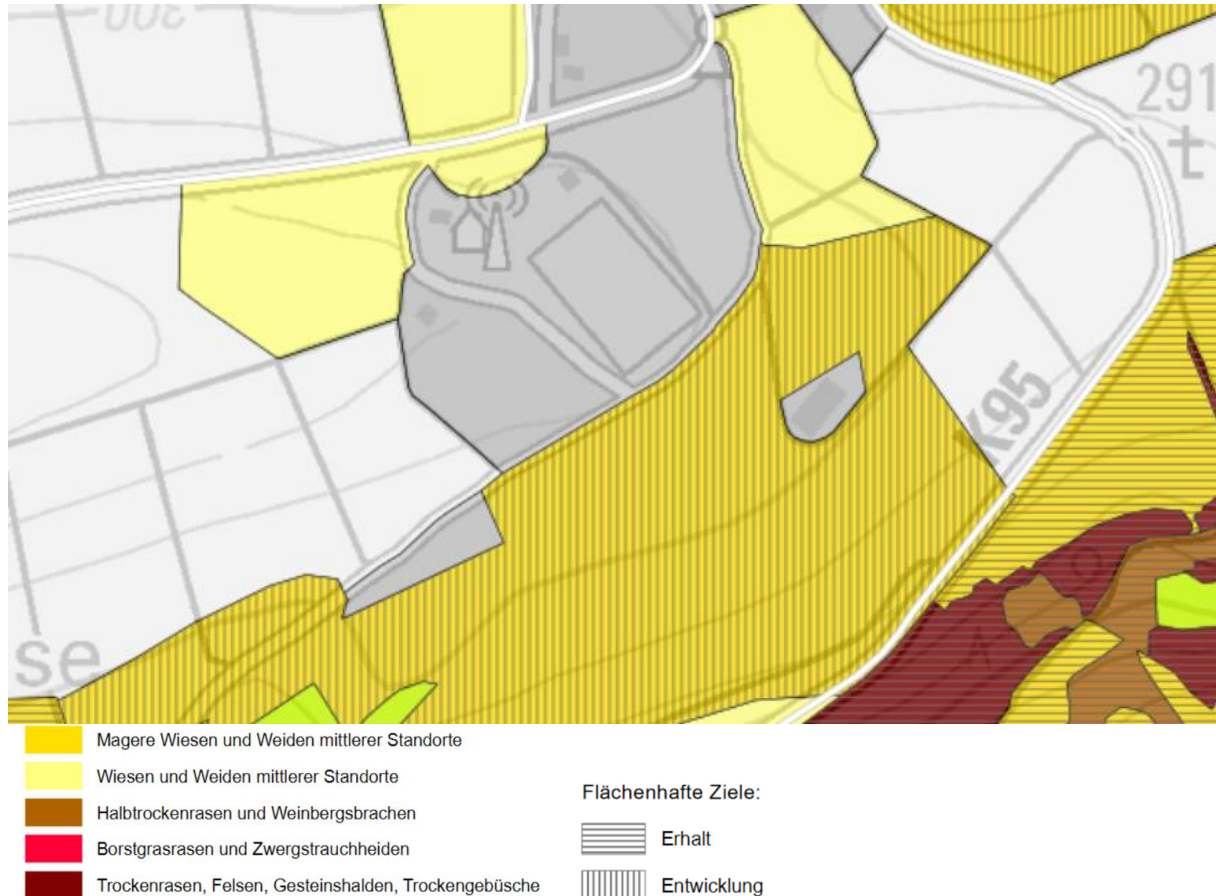 300
291
t
K95
se
Magere Wiesen und Weiden mittlerer Standorte
Wiesen und Weiden mittlerer Standorte
Halbtrockenrasen und Weinbergsbrachen
Borstgrasrasen und Zwergstrauchheiden
Trockenrasen, Felsen, Gesteinshalden, Trockengebüsche
Flächenhafte Ziele:
Erhalt
Entwicklung